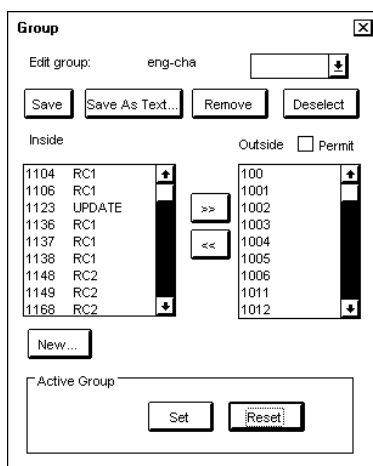 Group
Edit group: eng-cha
Save Save As Text... Remove Deselect
Inside Outside Permit
1104 RC1 100
1106 RC1 1001
1123 UPDATE >> 1002
1136 RC1 1003
1137 RC1 << 1004
1138 RC1 1005
1148 RC2 1006
1149 RC2 1011
1168 RC2 1012
New...
Active Group
Set Reset